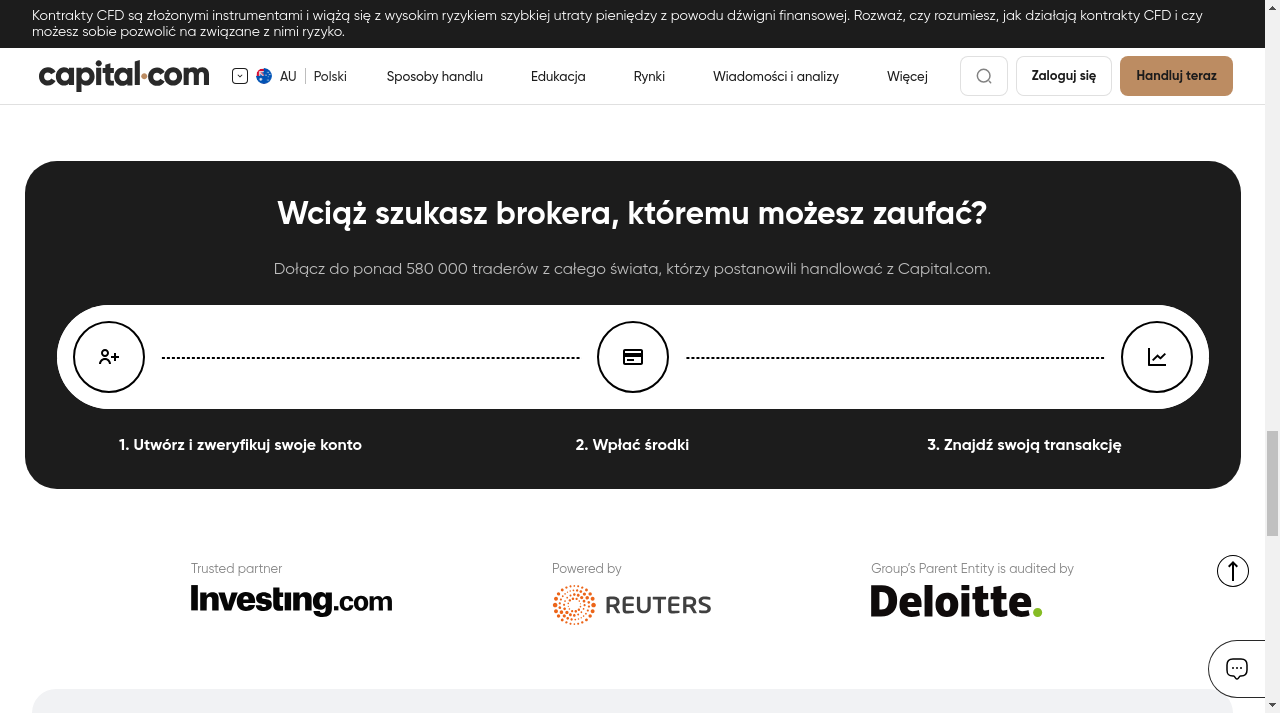 Kontrakty CFD są złożonymi instrumentami i wiążą się z wysokim ryzykiem szybkiej utraty pieniędzy z powodu dźwigni finansowej. Rozważ, czy rozumiesz, jak działają kontrakty CFD i czy
możesz sobie pozwolić na związane z nimi ryzyko.
capital.com AU Polski Sposoby handlu Edukacja Rynki Wiadomości i analizy Więcej Zaloguj się Handluj teraz
Wciąż szukasz brokera, któremu możesz zaufać?
Dołącz do ponad 580 000 traderów z całego świata, którzy postanowili handlować z Capital.com.
1. Utwórz i zweryfikuj swoje konto 2. Wpłać środki 3. Znajdź swoją transakcję
Trusted partner Powered by Group's Parent Entity is audited by
Investing.com REUTERS Deloitte.